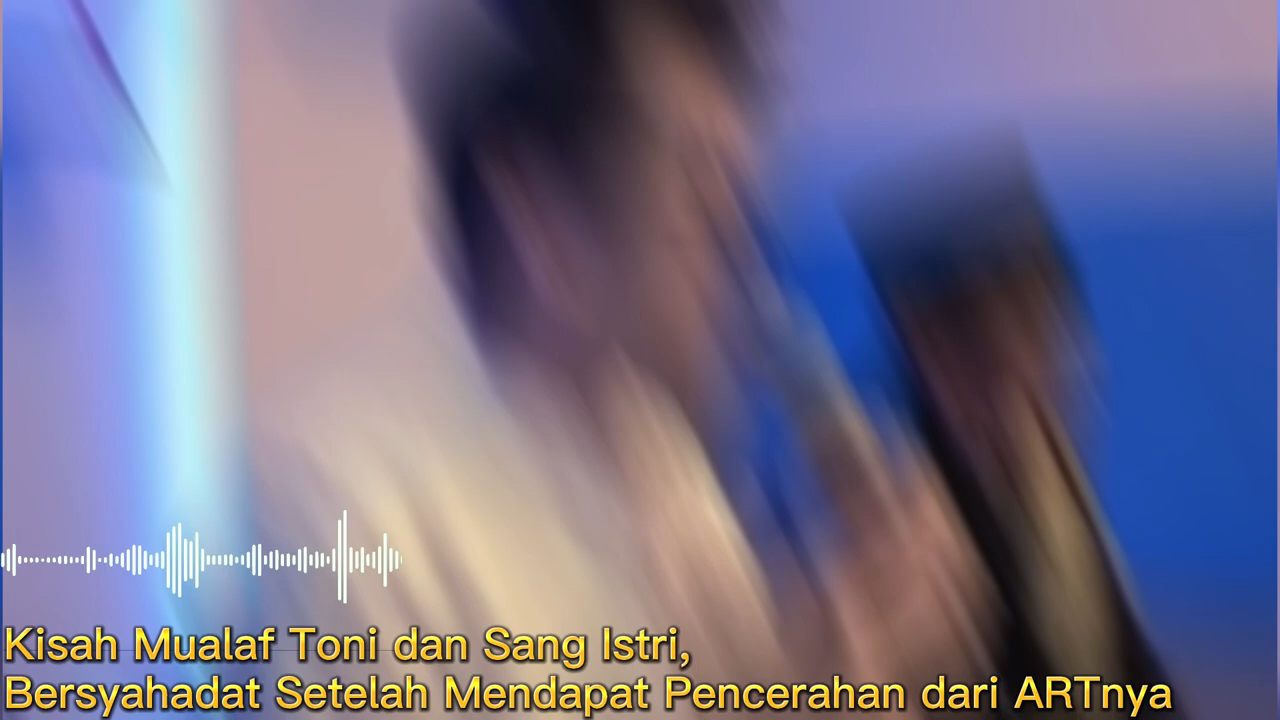 Kisah Mualaf Toni dan Sang Istri,
Bersyahadat Setelah Mendapat Pencerahan dari ARTnya